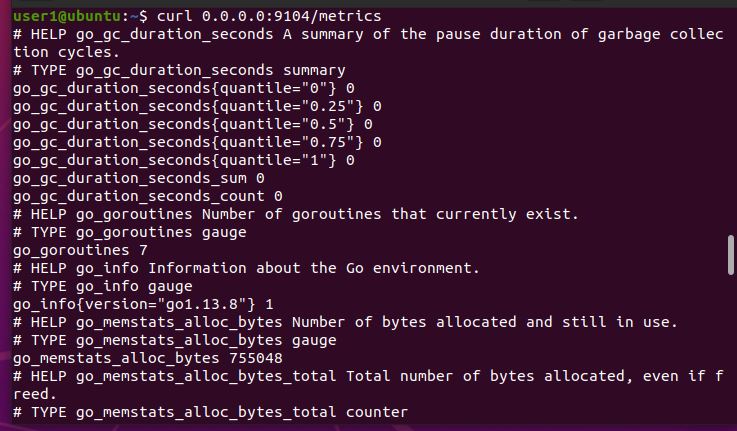 user1@ubuntu:~$ curl 0.0.0.0:9104/metrics
# HELP go_gc_duration_seconds A summary of the pause duration of garbage collec
tion cycles.
# TYPE go_gc_duration_seconds summary
go_gc_duration_seconds{quantile="0"} 0
go_gc_duration_seconds{quantile="0.25"} 0
go_gc_duration_seconds{quantile="0.5"} 0
go_gc_duration_seconds{quantile="0.75"} 0
go_gc_duration_seconds{quantile="1"} 0
go_gc_duration_seconds_sum 0
go_gc_duration_seconds_count 0
# HELP go_goroutines Number of goroutines that currently exist.
# TYPE go_goroutines gauge
go_goroutines 7
# HELP go_info Information about the Go environment.
# TYPE go_info gauge
go_info{version="go1.13.8"} 1
# HELP go_memstats_alloc_bytes Number of bytes allocated and still in use.
# TYPE go_memstats_alloc_bytes gauge
go_memstats_alloc_bytes 755048
# HELP go_memstats_alloc_bytes_total Total number of bytes allocated, even if f
reed.
# TYPE go_memstats_alloc_bytes_total counter